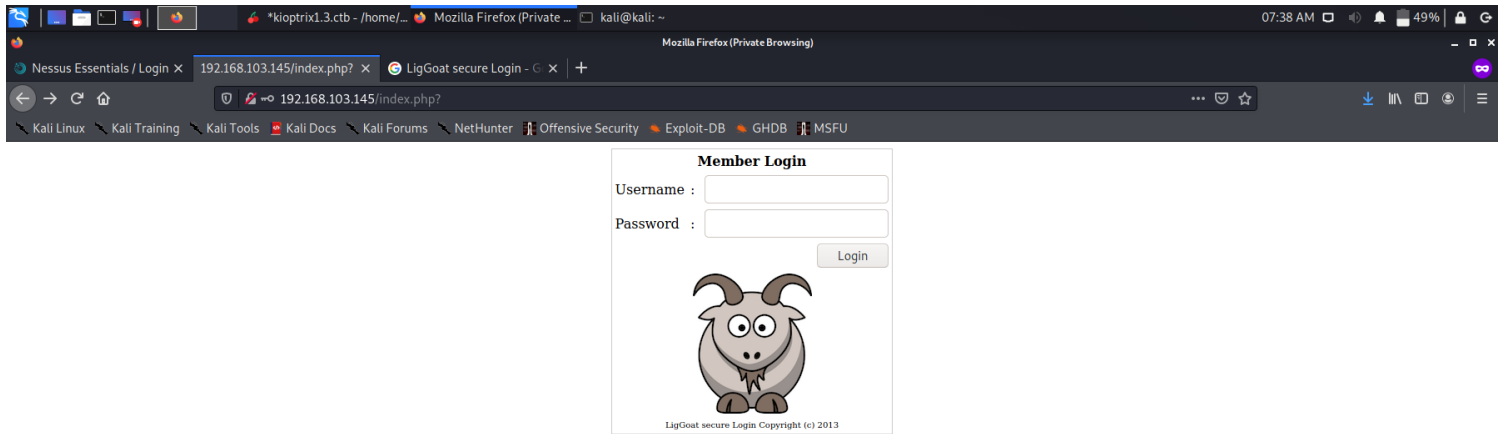 *kioptrix1.3.ctb - /home/... Mozilla Firefox (Private ... kali@kali: ~ 07:38 AM 49%
Mozilla Firefox (Private Browsing)
Nessus Essentials / Login 192.168.103.145/index.php? LigGoat secure Login - G
192.168.103.145/index.php?
Kali Linux Kali Training Kali Tools Kali Docs Kali Forums NetHunter Offensive Security Exploit-DB GHDB MSFU
Member Login
Username :
Password :
Login
LigGoat secure Login Copyright (c) 2013